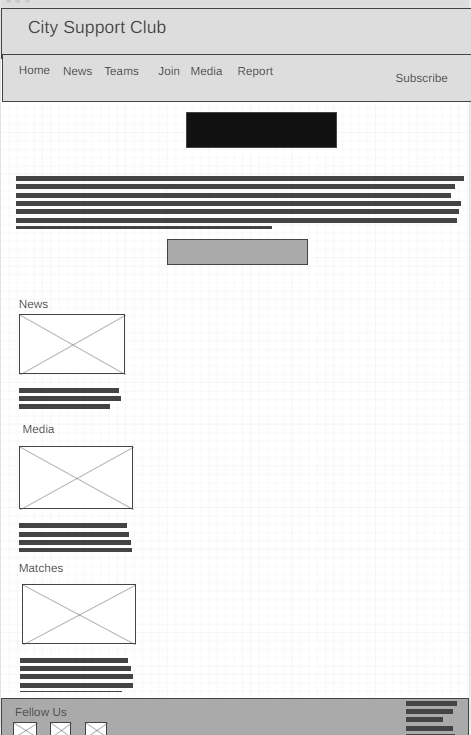 City Support Club
Home News Teams Join Media Report
Subscribe
News
Media
Matches
Fellow Us